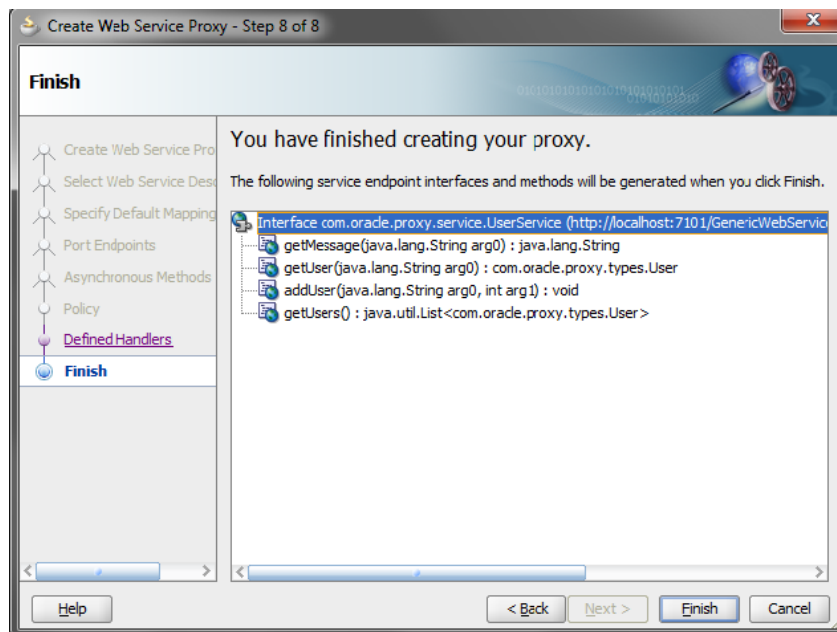 Create Web Service Proxy - Step 8 of 8
Finish
Create Web Service Pro
Select Web Service Desc
Specify Default Mapping
Port Endpoints
Asynchronous Methods
Policy
Defined Handlers
Finish
You have finished creating your proxy.
The following service endpoint interfaces and methods will be generated when you click Finish.
Interface com.oracle.proxy.service.UserService (http://localhost:7101/GenericWebService
getMessage(java.lang.String arg0) : java.lang.String
getUser(java.lang.String arg0) : com.oracle.proxy.types.User
addUser(java.lang.String arg0, int arg1) : void
getUsers() : java.util.List<com.oracle.proxy.types.User>
Help
< Back
Next >
Finish
Cancel